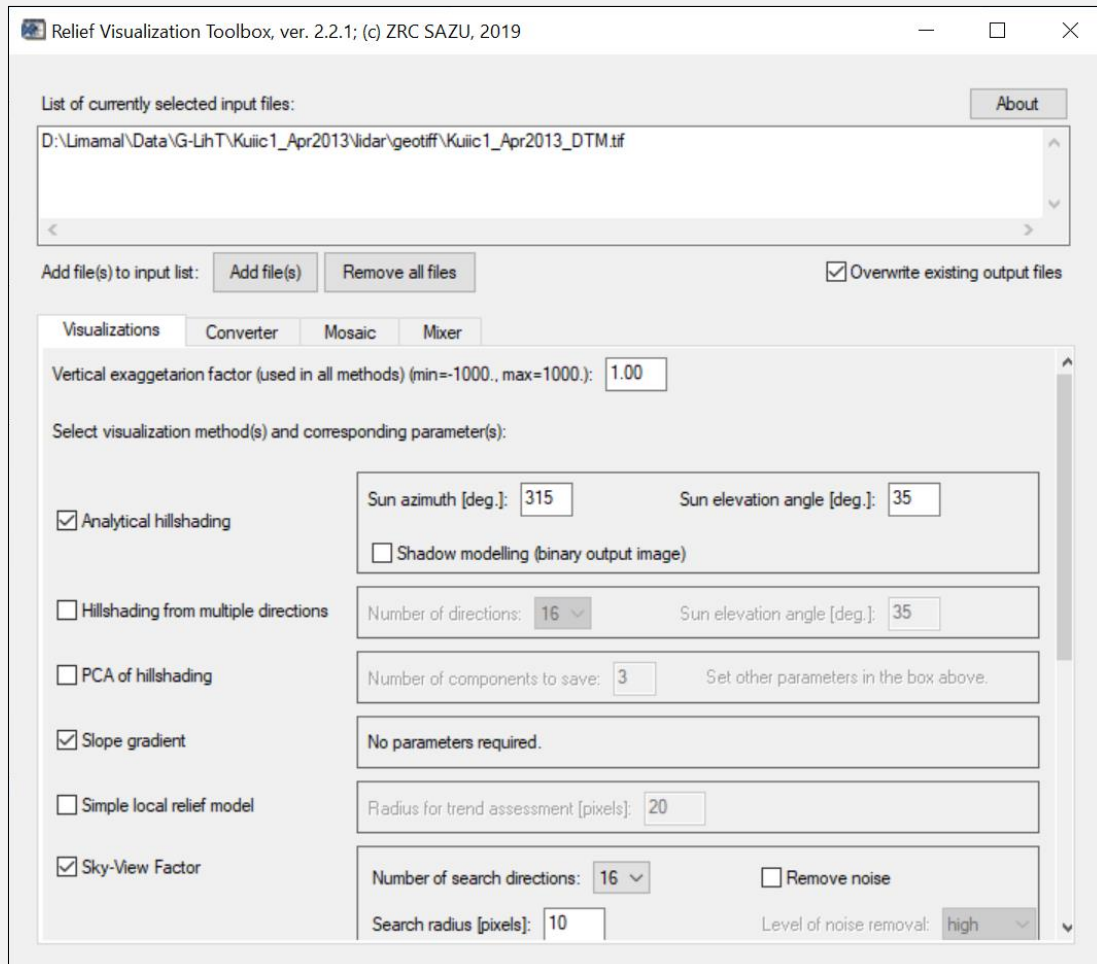 Relief Visualization Toolbox, ver. 2.2.1; (c) ZRC SAZU, 2019
List of currently selected input files:
About
D:\Limamal\Data\G-LihT\Kuiic1_Apr2013\lidar\geotiff\Kuiic1_Apr2013_DTM.tif
Add file(s) to input list: Add file(s) Remove all files Overwrite existing output files
Visualizations Converter Mosaic Mixer
Vertical exaggetarion factor (used in all methods) (min=-1000., max=1000.): 1.00
Select visualization method(s) and corresponding parameter(s):
Analytical hillshading
Sun azimuth [deg.]: 315 Sun elevation angle [deg.]: 35
Shadow modelling (binary output image)
Hillshading from multiple directions
Number of directions: 16 Sun elevation angle [deg.]: 35
PCA of hillshading
Number of components to save: 3 Set other parameters in the box above.
Slope gradient
No parameters required.
Simple local relief model
Radius for trend assessment [pixels]: 20
Sky-View Factor
Number of search directions: 16 Remove noise
Search radius [pixels]: 10 Level of noise removal: high